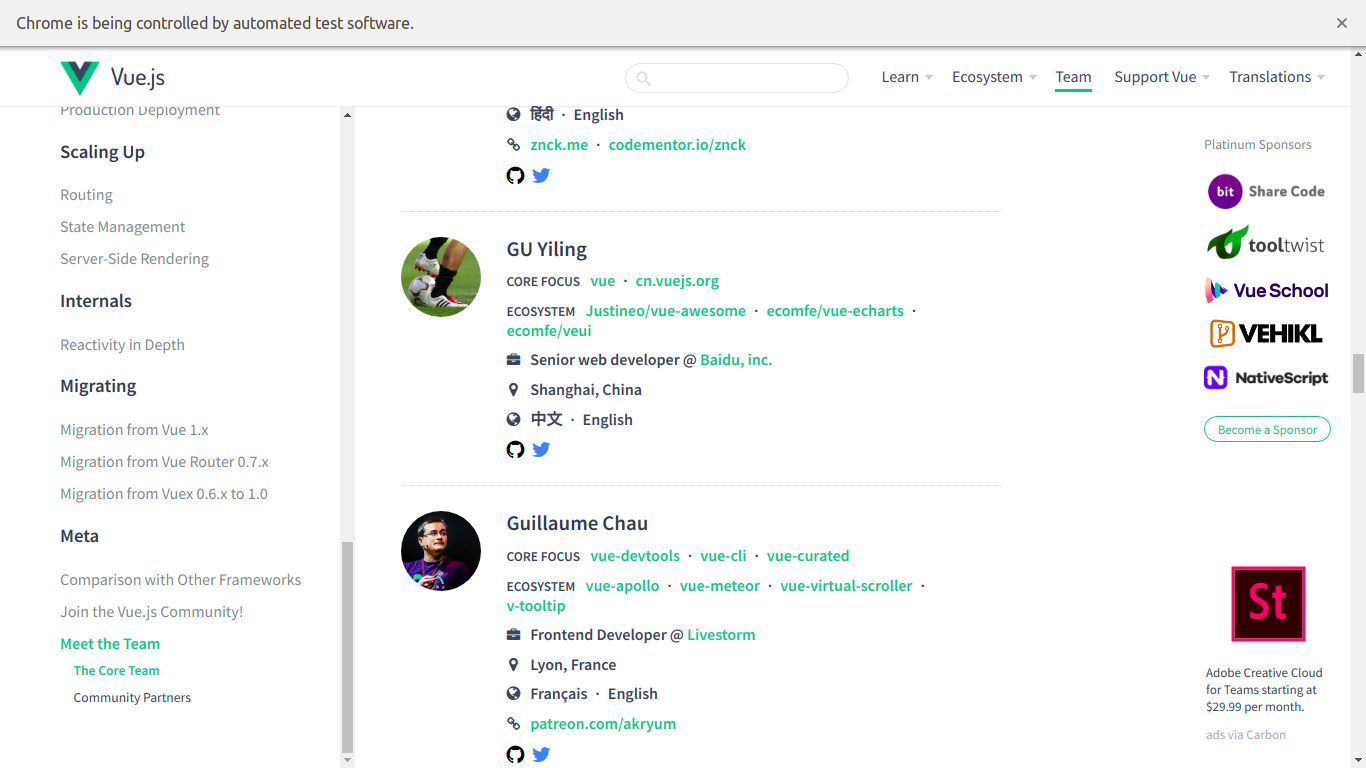 Chrome is being controlled by automated test software.
Vue.js
Learn Ecosystem Team Support Vue Translations
Production Deployment
Scaling Up
Routing
State Management
Server-Side Rendering
Internals
Reactivity in Depth
Migrating
Migration from Vue 1.x
Migration from Vue Router 0.7.x
Migration from Vuex 0.6.x to 1.0
Meta
Comparison with Other Frameworks
Join the Vue.js Community!
Meet the Team
The Core Team
Community Partners
हिंदी · English
znck.me · codementor.io/znck
GU Yiling
CORE FOCUS vue · cn.vuejs.org
ECOSYSTEM Justineo/vue-awesome · ecomfe/vue-echarts ·
ecomfe/veui
Senior web developer @ Baidu, inc.
Shanghai, China
中文 · English
Guillaume Chau
CORE FOCUS vue-devtools · vue-cli · vue-curated
ECOSYSTEM vue-apollo · vue-meteor · vue-virtual-scroller ·
v-tooltip
Frontend Developer @ Livestorm
Lyon, France
Français · English
patreon.com/akryum
Platinum Sponsors
bit Share Code
tooltwist
Vue School
VEHIKL
NativeScript
Become a Sponsor
St
Adobe Creative Cloud
for Teams starting at
$29.99 per month.
ads via Carbon